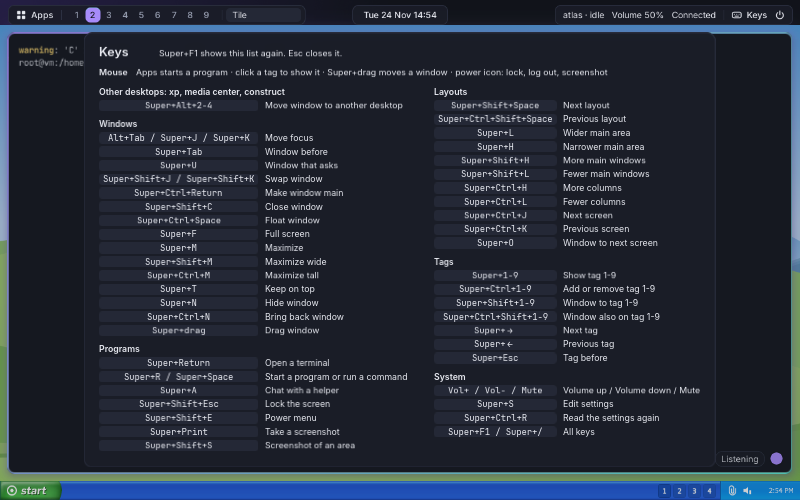 Apps 1 2 3 4 5 6 7 8 9 Tile Tue 24 Nov 14:54 atlas · idle Volume 50% Connected Keys
warning: 'C'
root@vm:/home
Keys Super+F1 shows this list again. Esc closes it.
Mouse Apps starts a program · click a tag to show it · Super+drag moves a window · power icon: lock, log out, screenshot
Other desktops: xp, media center, construct
Super+Alt+2-4 Move window to another desktop
Windows
Alt+Tab / Super+J / Super+K Move focus
Super+Tab Window before
Super+U Window that asks
Super+Shift+J / Super+Shift+K Swap window
Super+Ctrl+Return Make window main
Super+Shift+C Close window
Super+Ctrl+Space Float window
Super+F Full screen
Super+M Maximize
Super+Shift+M Maximize wide
Super+Ctrl+M Maximize tall
Super+T Keep on top
Super+N Hide window
Super+Ctrl+N Bring back window
Super+drag Drag window
Programs
Super+Return Open a terminal
Super+R / Super+Space Start a program or run a command
Super+A Chat with a helper
Super+Shift+Esc Lock the screen
Super+Shift+E Power menu
Super+Print Take a screenshot
Super+Shift+S Screenshot of an area
Layouts
Super+Shift+Space Next layout
Super+Ctrl+Shift+Space Previous layout
Super+L Wider main area
Super+H Narrower main area
Super+Shift+H More main windows
Super+Shift+L Fewer main windows
Super+Ctrl+H More columns
Super+Ctrl+L Fewer columns
Super+Ctrl+J Next screen
Super+Ctrl+K Previous screen
Super+O Window to next screen
Tags
Super+1-9 Show tag 1-9
Super+Ctrl+1-9 Add or remove tag 1-9
Super+Shift+1-9 Window to tag 1-9
Super+Ctrl+Shift+1-9 Window also on tag 1-9
Super+→ Next tag
Super+← Previous tag
Super+Esc Tag before
System
Vol+ / Vol- / Mute Volume up / Volume down / Mute
Super+S Edit settings
Super+Ctrl+R Read the settings again
Super+F1 / Super+/ All keys
Listening
start 1 2 3 4 2:54 PM